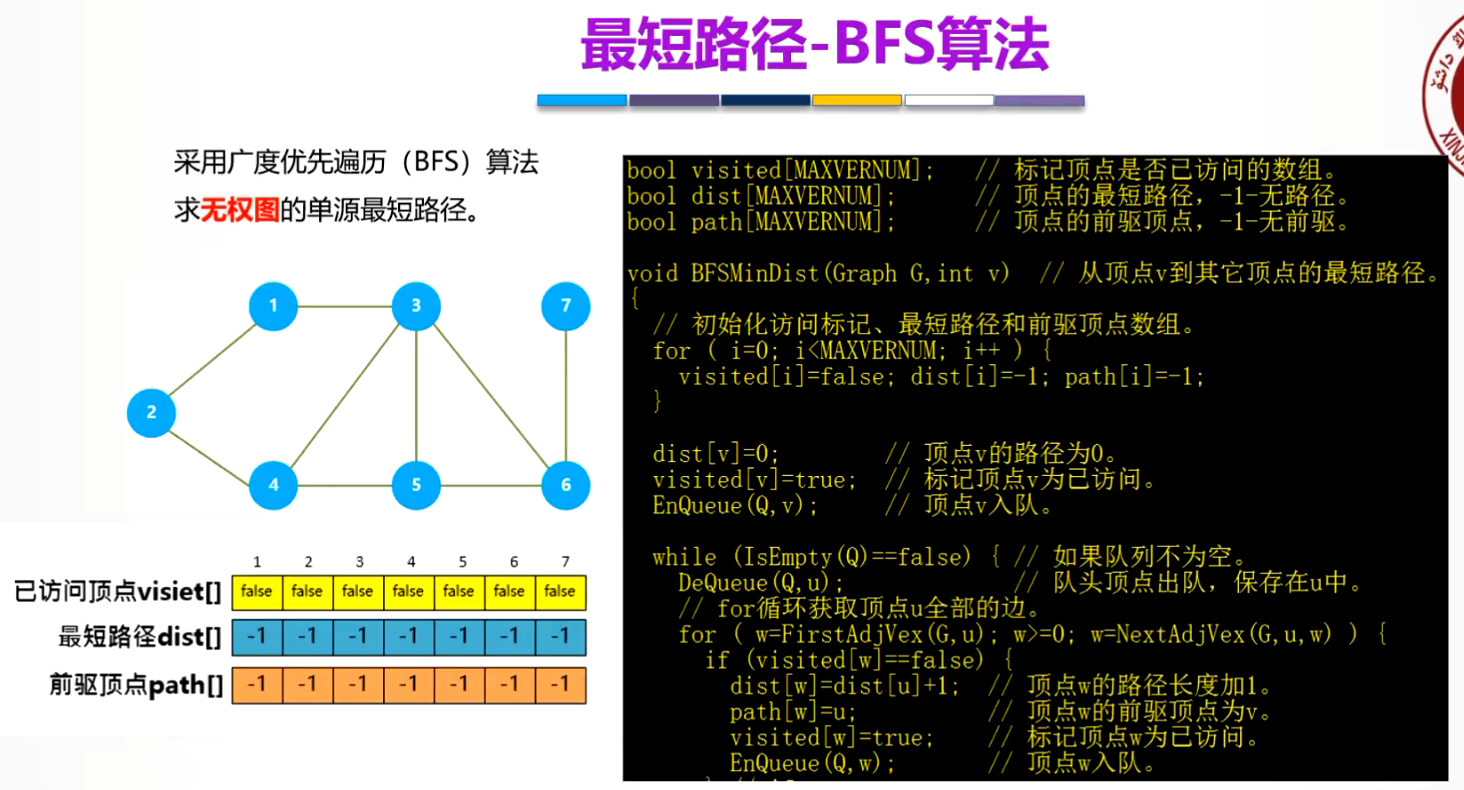 最短路径-BFS算法
采用广度优先遍历（BFS）算法
求无权图的单源最短路径。
1
3
7
2
4
5
6
1 2 3 4 5 6 7
已访问顶点visiet[] false false false false false false false
最短路径dist[] -1 -1 -1 -1 -1 -1 -1
前驱顶点path[] -1 -1 -1 -1 -1 -1 -1
bool visited[MAXVERNUM]; // 标记顶点是否已访问的数组。
bool dist[MAXVERNUM]; // 顶点的最短路径，-1-无路径。
bool path[MAXVERNUM]; // 顶点的前驱顶点，-1-无前驱。
void BFSMinDist(Graph G,int v) // 从顶点v到其它顶点的最短路径。
{
// 初始化访问标记、最短路径和前驱顶点数组。
for ( i=0; i<MAXVERNUM; i++ ) {
visited[i]=false; dist[i]=-1; path[i]=-1;
}
dist[v]=0; // 顶点v的路径为0。
visited[v]=true; // 标记顶点v为已访问。
EnQueue(Q,v); // 顶点v入队。
while (IsEmpty(Q)==false) { // 如果队列不为空。
DeQueue(Q,u); // 队头顶点出队，保存在u中。
// for循环获取顶点u全部的边。
for ( w=FirstAdjVex(G,u); w>=0; w=NextAdjVex(G,u,w) ) {
if (visited[w]==false) {
dist[w]=dist[u]+1; // 顶点w的路径长度加1。
path[w]=u; // 顶点w的前驱顶点为v。
visited[w]=true; // 标记顶点w为已访问。
EnQueue(Q,w); // 顶点w入队。